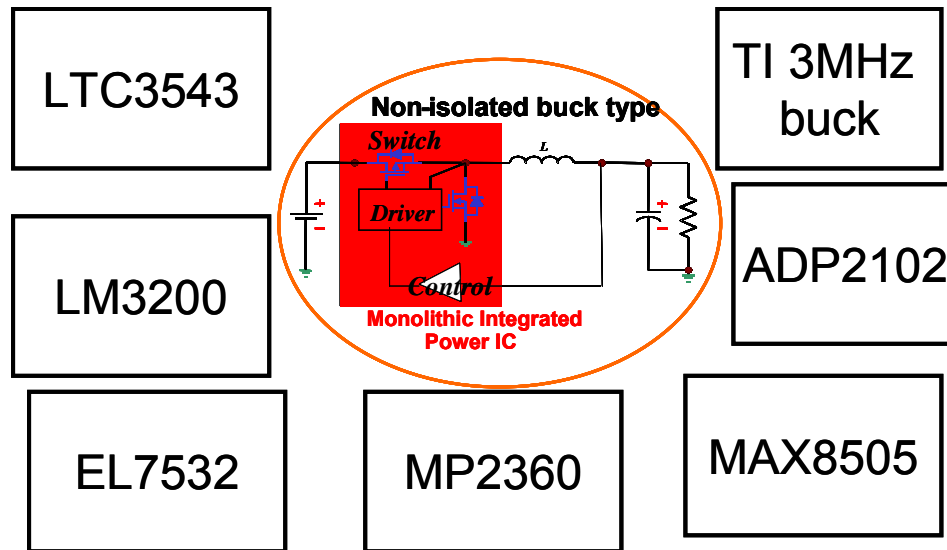 LTC3543
TI 3MHz
buck
Non-isolated buck type
Switch
L
Driver
+
-
+
-
Control
Monolithic Integrated
Power IC
LM3200
ADP2102
EL7532
MP2360
MAX8505